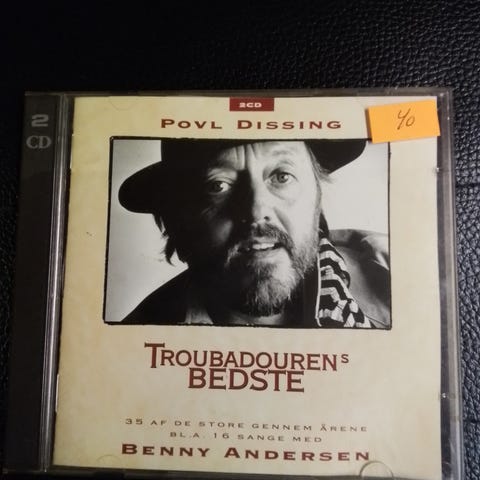 2CD
POVL DISSING
40
2
CD
TROUBADOURENS
BEDSTE
35 AF DE STORE GENNEM ÅRENE
BL.A. 16 SANGE MED
BENNY ANDERSEN